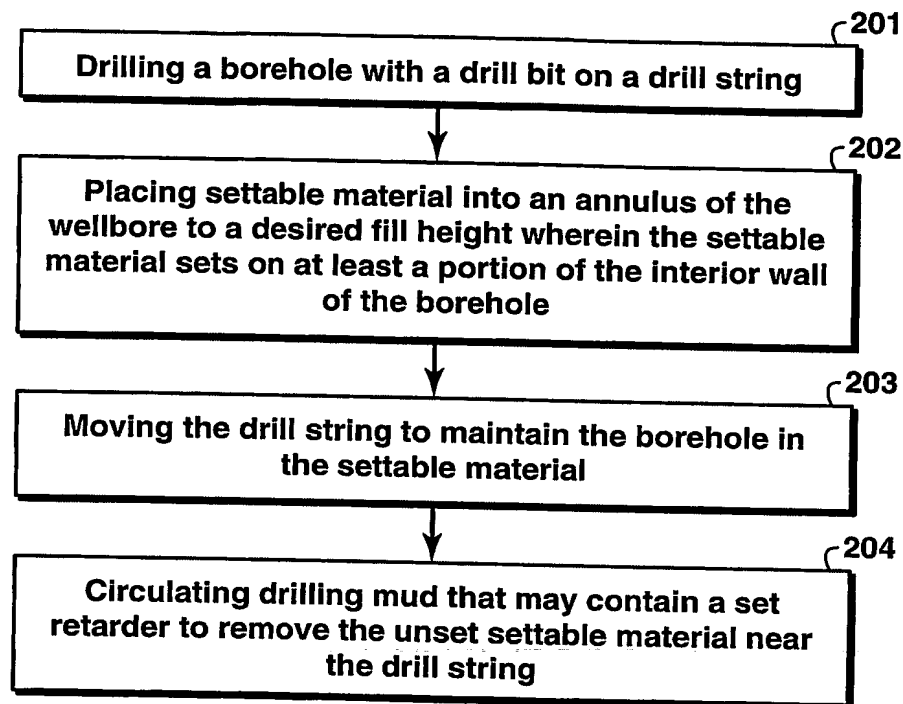 201
Drilling a borehole with a drill bit on a drill string
202
Placing settable material into an annulus of the
wellbore to a desired fill height wherein the settable
material sets on at least a portion of the interior wall
of the borehole
203
Moving the drill string to maintain the borehole in
the settable material
204
Circulating drilling mud that may contain a set
retarder to remove the unset settable material near
the drill string